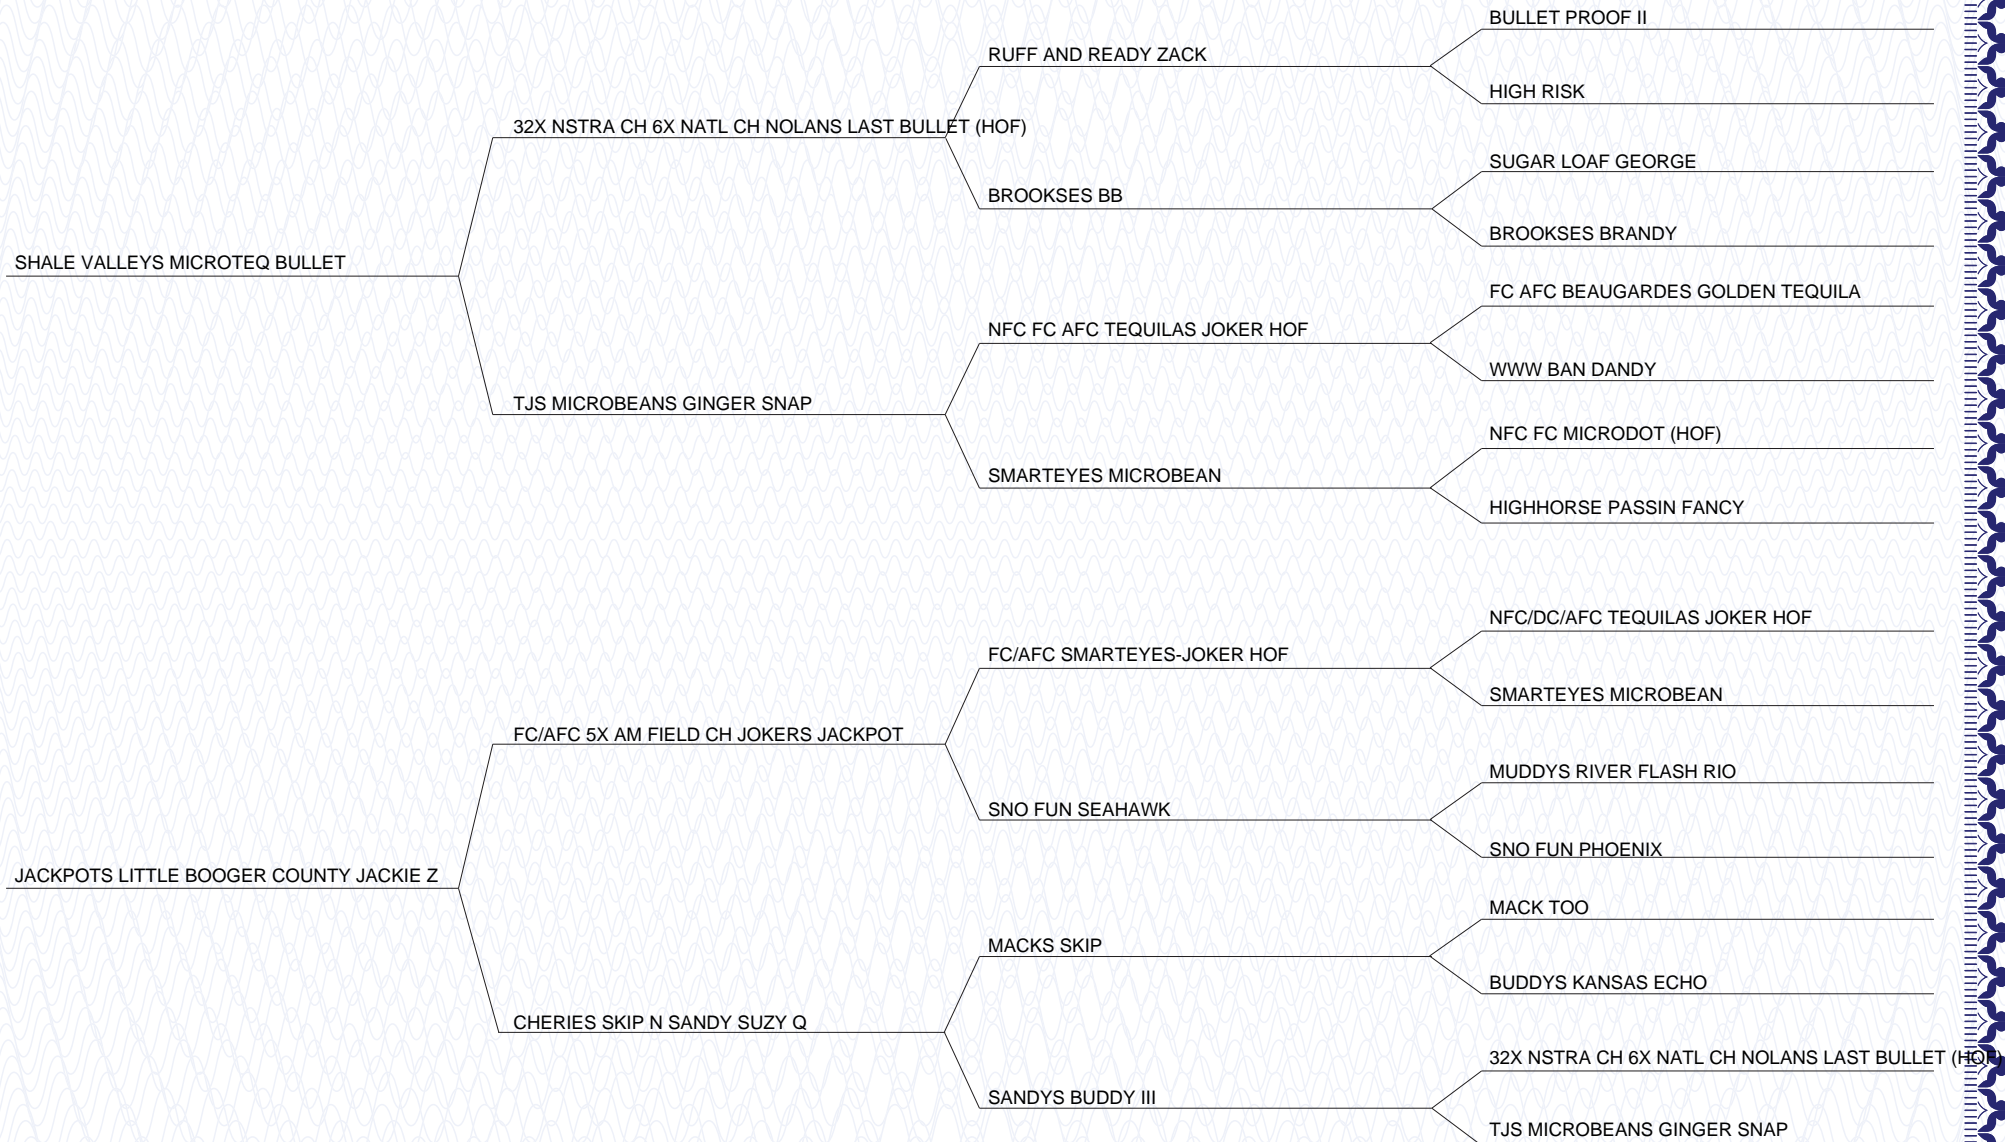 BULLET PROOF II
RUFF AND READY ZACK
HIGH RISK
32X NSTRA CH 6X NATL CH NOLANS LAST BULLET (HOF)
SUGAR LOAF GEORGE
BROOKSES BB
BROOKSES BRANDY
SHALE VALLEYS MICROTEQ BULLET
FC AFC BEAUGARDES GOLDEN TEQUILA
NFC FC AFC TEQUILAS JOKER HOF
WWW BAN DANDY
TJS MICROBEANS GINGER SNAP
NFC FC MICRODOT (HOF)
SMARTEYES MICROBEAN
HIGHHORSE PASSIN FANCY
NFC/DC/AFC TEQUILAS JOKER HOF
FC/AFC SMARTEYES-JOKER HOF
SMARTEYES MICROBEAN
FC/AFC 5X AM FIELD CH JOKERS JACKPOT
MUDDYS RIVER FLASH RIO
SNO FUN SEAHAWK
SNO FUN PHOENIX
JACKPOTS LITTLE BOOGER COUNTY JACKIE Z
MACK TOO
MACKS SKIP
BUDDYS KANSAS ECHO
CHERIES SKIP N SANDY SUZY Q
32X NSTRA CH 6X NATL CH NOLANS LAST BULLET (HOF)
SANDYS BUDDY III
TJS MICROBEANS GINGER SNAP